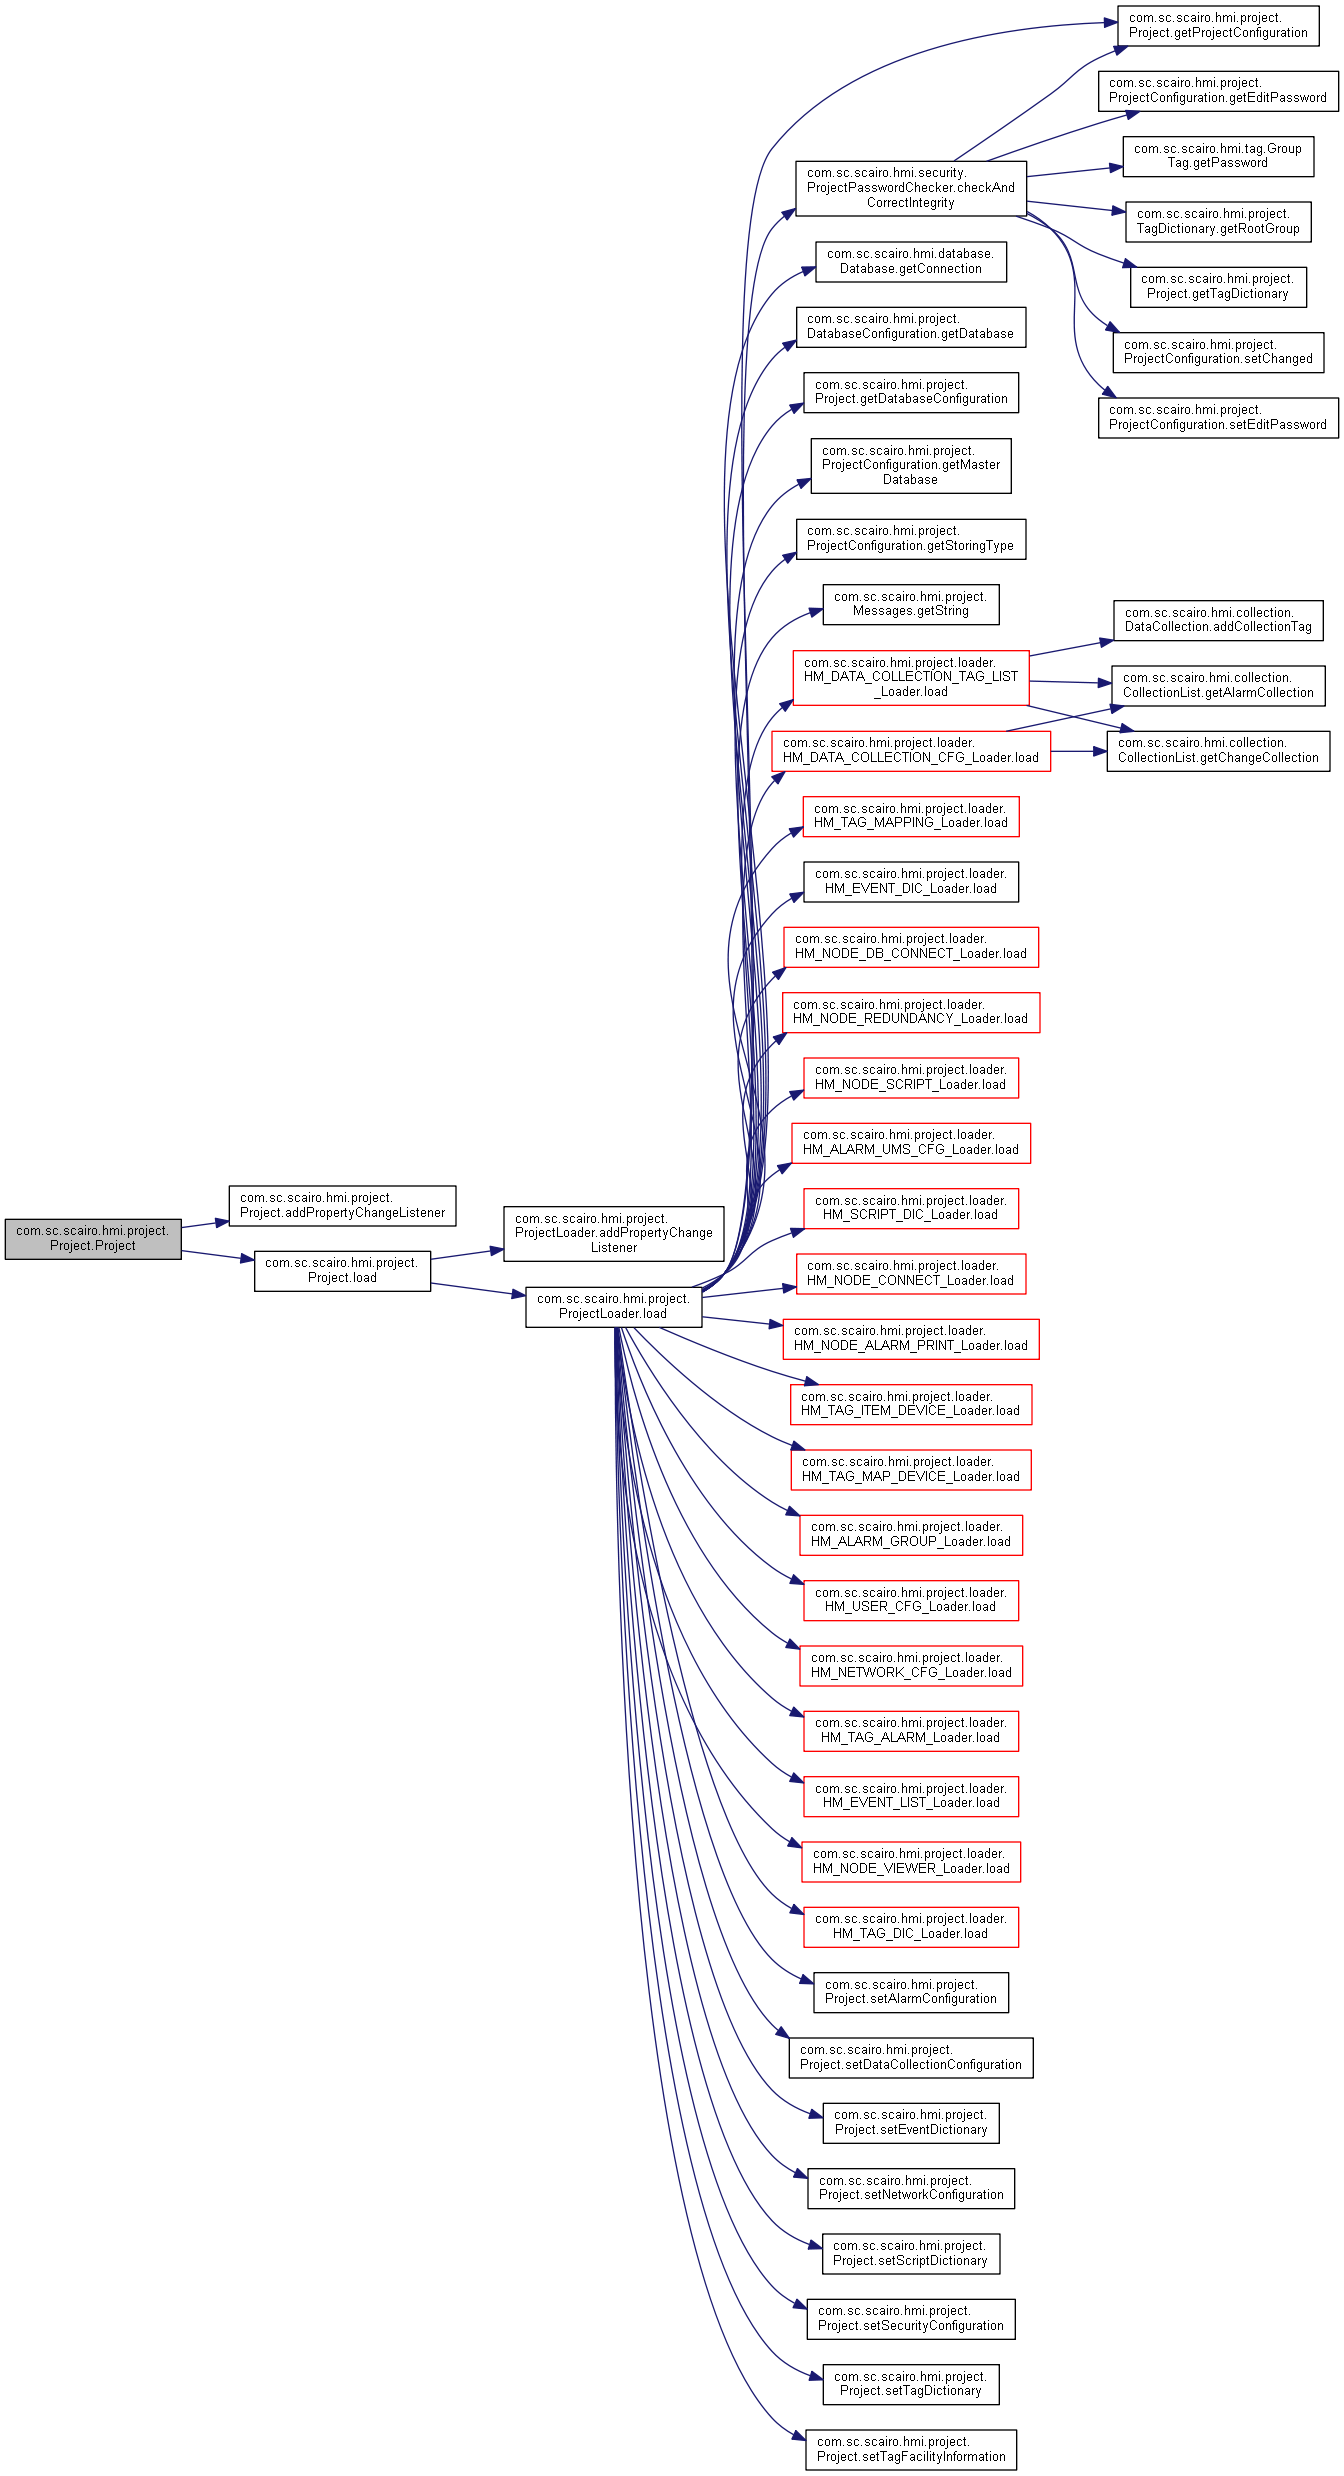 com.sc.scairo.hmi.project.
Project.Project
com.sc.scairo.hmi.project.
Project.addPropertyChangeListener
com.sc.scairo.hmi.project.
Project.load
com.sc.scairo.hmi.project.
ProjectLoader.addPropertyChange
Listener
com.sc.scairo.hmi.project.
ProjectLoader.load
com.sc.scairo.hmi.security.
ProjectPasswordChecker.checkAnd
CorrectIntegrity
com.sc.scairo.hmi.database.
Database.getConnection
com.sc.scairo.hmi.project.
DatabaseConfiguration.getDatabase
com.sc.scairo.hmi.project.
Project.getDatabaseConfiguration
com.sc.scairo.hmi.project.
ProjectConfiguration.getMaster
Database
com.sc.scairo.hmi.project.
ProjectConfiguration.getStoringType
com.sc.scairo.hmi.project.
Messages.getString
com.sc.scairo.hmi.project.loader.
HM_DATA_COLLECTION_TAG_LIST
_Loader.load
com.sc.scairo.hmi.project.loader.
HM_DATA_COLLECTION_CFG_Loader.load
com.sc.scairo.hmi.project.loader.
HM_TAG_MAPPING_Loader.load
com.sc.scairo.hmi.project.loader.
HM_EVENT_DIC_Loader.load
com.sc.scairo.hmi.project.loader.
HM_NODE_DB_CONNECT_Loader.load
com.sc.scairo.hmi.project.loader.
HM_NODE_REDUNDANCY_Loader.load
com.sc.scairo.hmi.project.loader.
HM_NODE_SCRIPT_Loader.load
com.sc.scairo.hmi.project.loader.
HM_ALARM_UMS_CFG_Loader.load
com.sc.scairo.hmi.project.loader.
HM_SCRIPT_DIC_Loader.load
com.sc.scairo.hmi.project.loader.
HM_NODE_CONNECT_Loader.load
com.sc.scairo.hmi.project.loader.
HM_NODE_ALARM_PRINT_Loader.load
com.sc.scairo.hmi.project.loader.
HM_TAG_ITEM_DEVICE_Loader.load
com.sc.scairo.hmi.project.loader.
HM_TAG_MAP_DEVICE_Loader.load
com.sc.scairo.hmi.project.loader.
HM_ALARM_GROUP_Loader.load
com.sc.scairo.hmi.project.loader.
HM_USER_CFG_Loader.load
com.sc.scairo.hmi.project.loader.
HM_NETWORK_CFG_Loader.load
com.sc.scairo.hmi.project.loader.
HM_TAG_ALARM_Loader.load
com.sc.scairo.hmi.project.loader.
HM_EVENT_LIST_Loader.load
com.sc.scairo.hmi.project.loader.
HM_NODE_VIEWER_Loader.load
com.sc.scairo.hmi.project.loader.
HM_TAG_DIC_Loader.load
com.sc.scairo.hmi.project.
Project.setAlarmConfiguration
com.sc.scairo.hmi.project.
Project.setDataCollectionConfiguration
com.sc.scairo.hmi.project.
Project.setEventDictionary
com.sc.scairo.hmi.project.
Project.setNetworkConfiguration
com.sc.scairo.hmi.project.
Project.setScriptDictionary
com.sc.scairo.hmi.project.
Project.setSecurityConfiguration
com.sc.scairo.hmi.project.
Project.setTagDictionary
com.sc.scairo.hmi.project.
Project.setTagFacilityInformation
com.sc.scairo.hmi.project.
Project.getProjectConfiguration
com.sc.scairo.hmi.project.
ProjectConfiguration.getEditPassword
com.sc.scairo.hmi.tag.Group
Tag.getPassword
com.sc.scairo.hmi.project.
TagDictionary.getRootGroup
com.sc.scairo.hmi.project.
Project.getTagDictionary
com.sc.scairo.hmi.project.
ProjectConfiguration.setChanged
com.sc.scairo.hmi.project.
ProjectConfiguration.setEditPassword
com.sc.scairo.hmi.collection.
DataCollection.addCollectionTag
com.sc.scairo.hmi.collection.
CollectionList.getAlarmCollection
com.sc.scairo.hmi.collection.
CollectionList.getChangeCollection